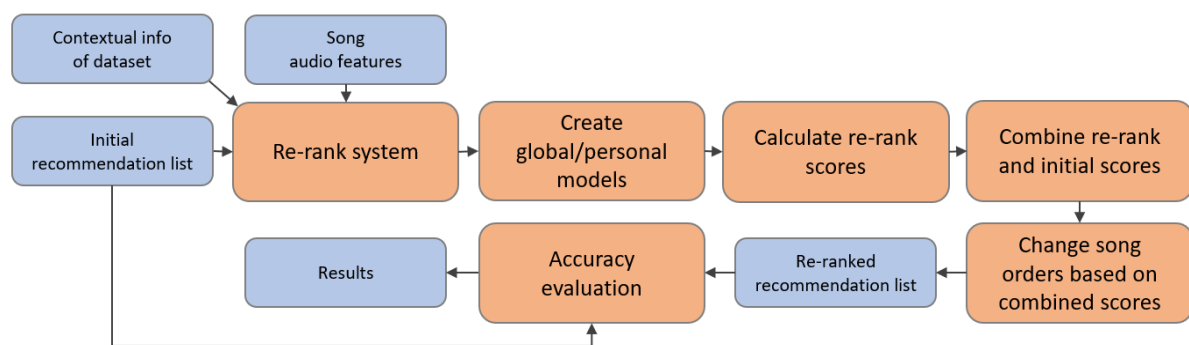 Contextual info
of dataset
Song
audio features
Initial
recommendation list
Re-rank system
Create
global/personal
models
Calculate re-rank
scores
Combine re-rank
and initial scores
Results
Accuracy
evaluation
Re-ranked
recommendation list
Change song
orders based on
combined scores